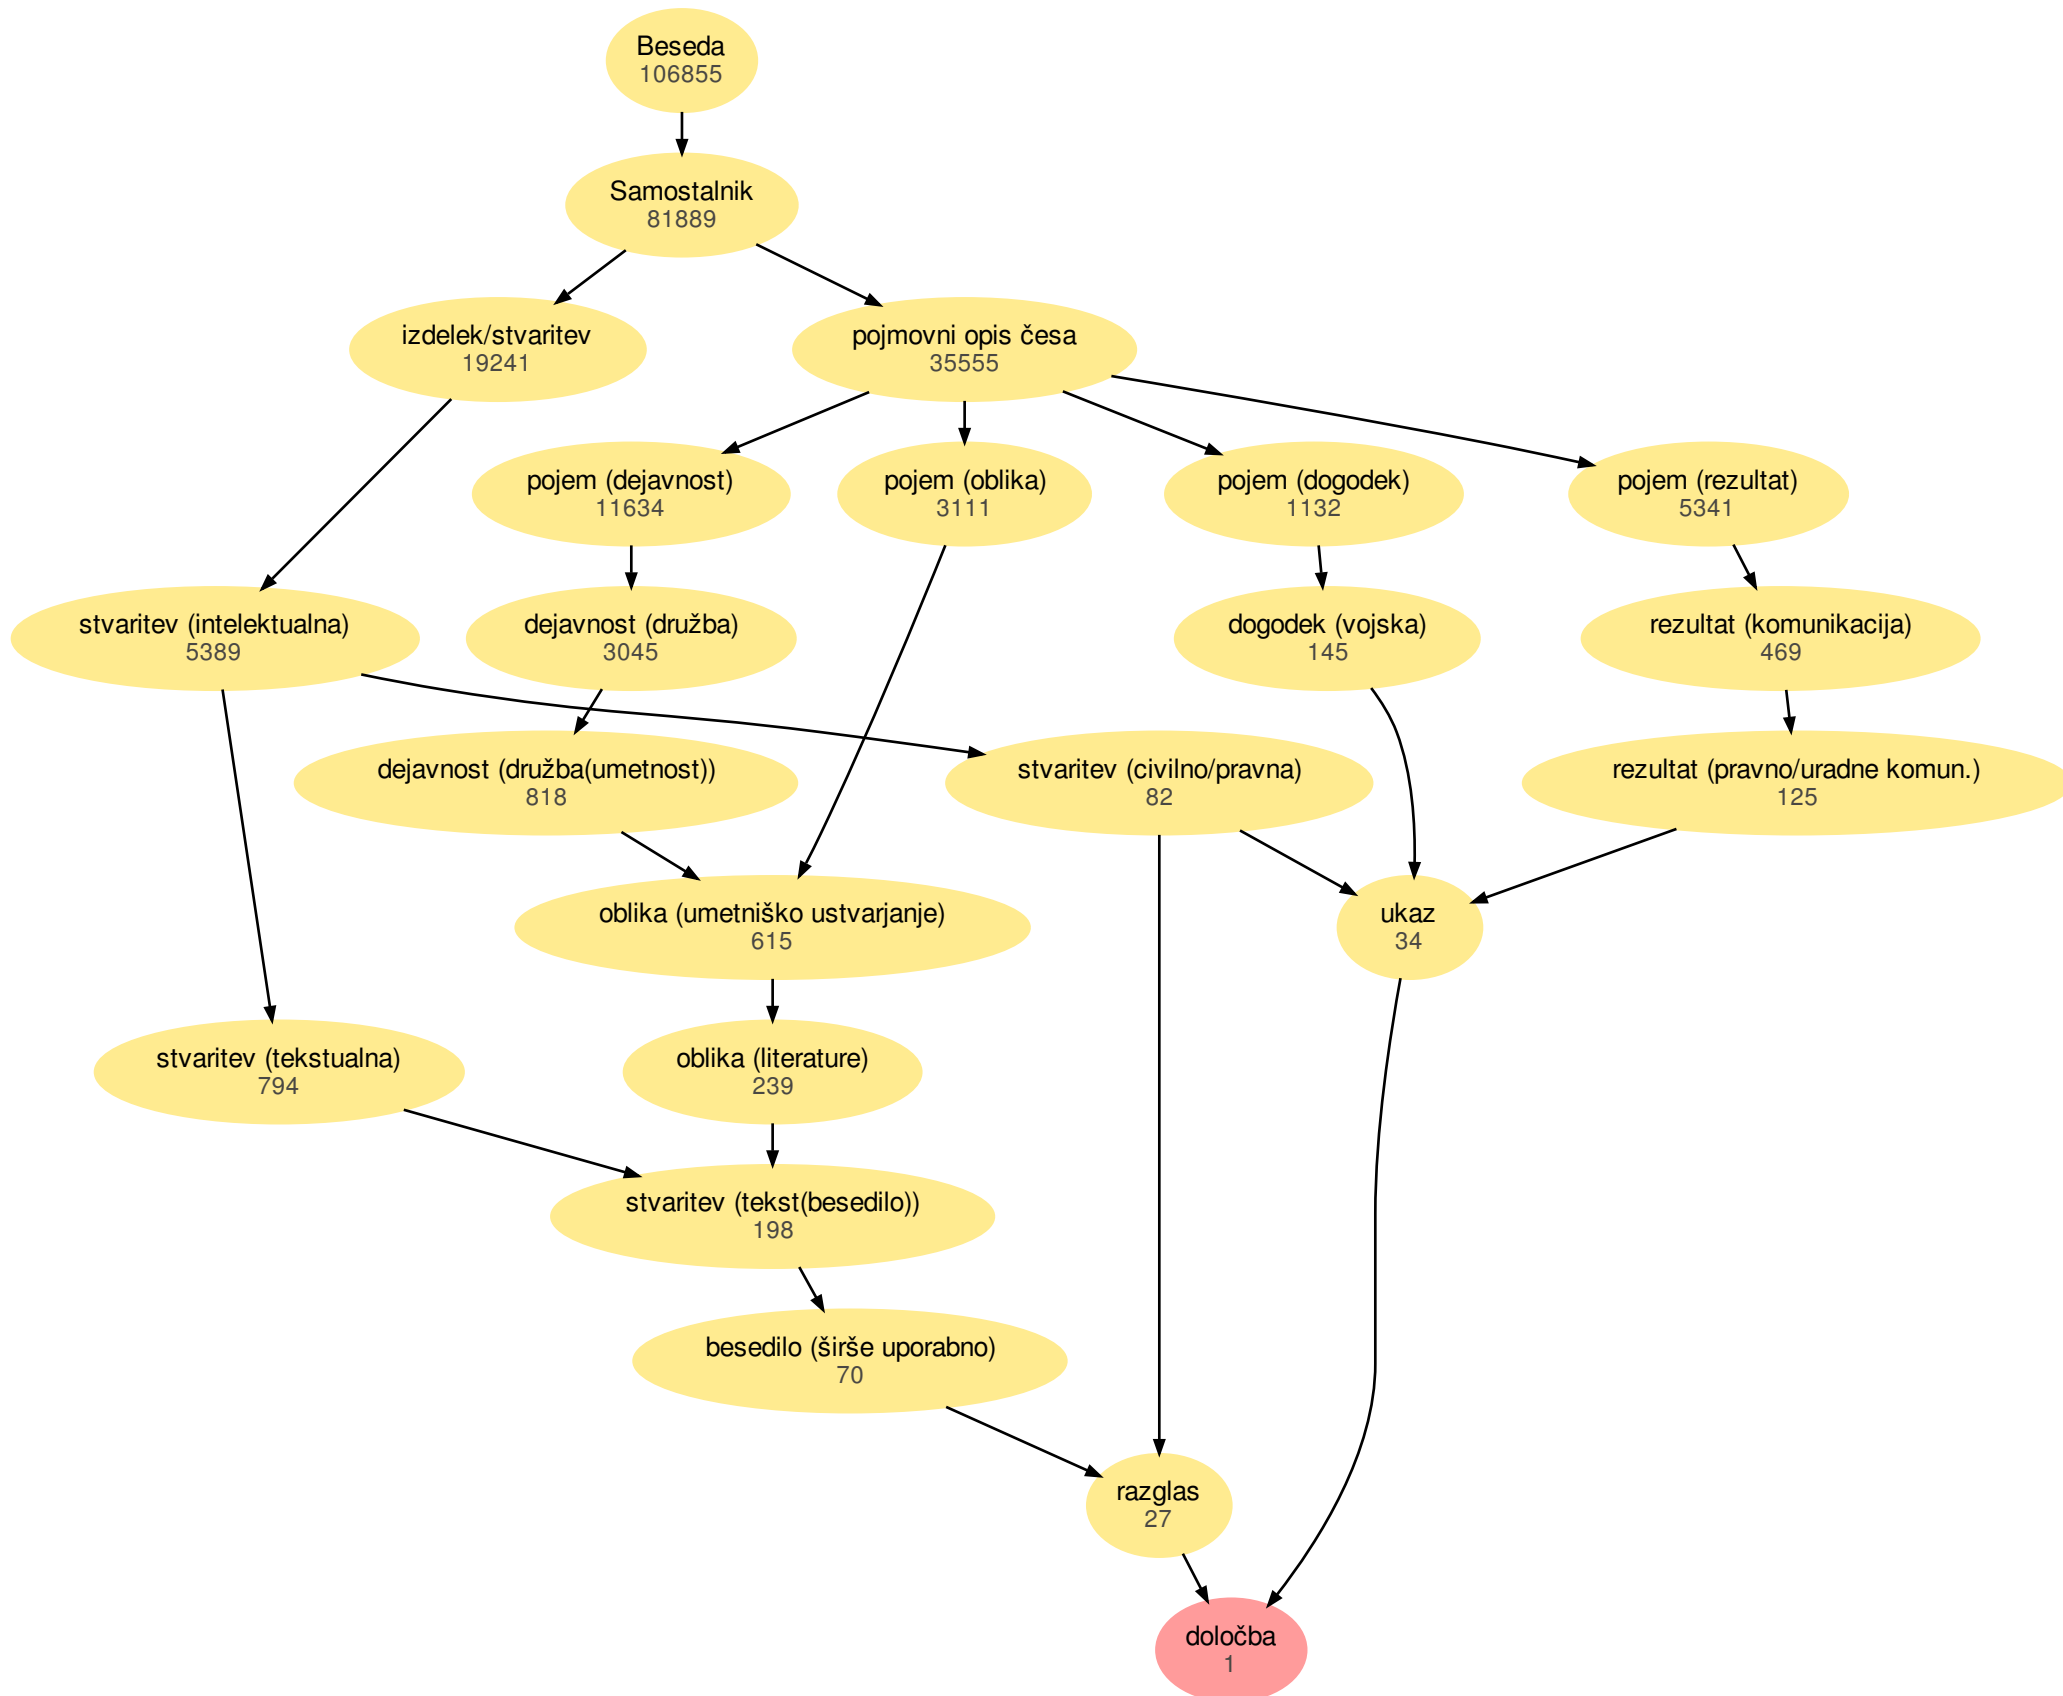 Beseda
106855
Samostalnik
81889
izdelek/stvaritev
19241
pojmovni opis česa
35555
pojem (dejavnost)
11634
pojem (oblika)
3111
pojem (dogodek)
1132
pojem (rezultat)
5341
stvaritev (intelektualna)
5389
dejavnost (družba)
3045
dogodek (vojska)
145
rezultat (komunikacija)
469
dejavnost (družba(umetnost))
818
stvaritev (civilno/pravna)
82
rezultat (pravno/uradne komun.)
125
oblika (umetniško ustvarjanje)
615
ukaz
34
stvaritev (tekstualna)
794
oblika (literature)
239
stvaritev (tekst(besedilo))
198
besedilo (širše uporabno)
70
razglas
27
določba
1